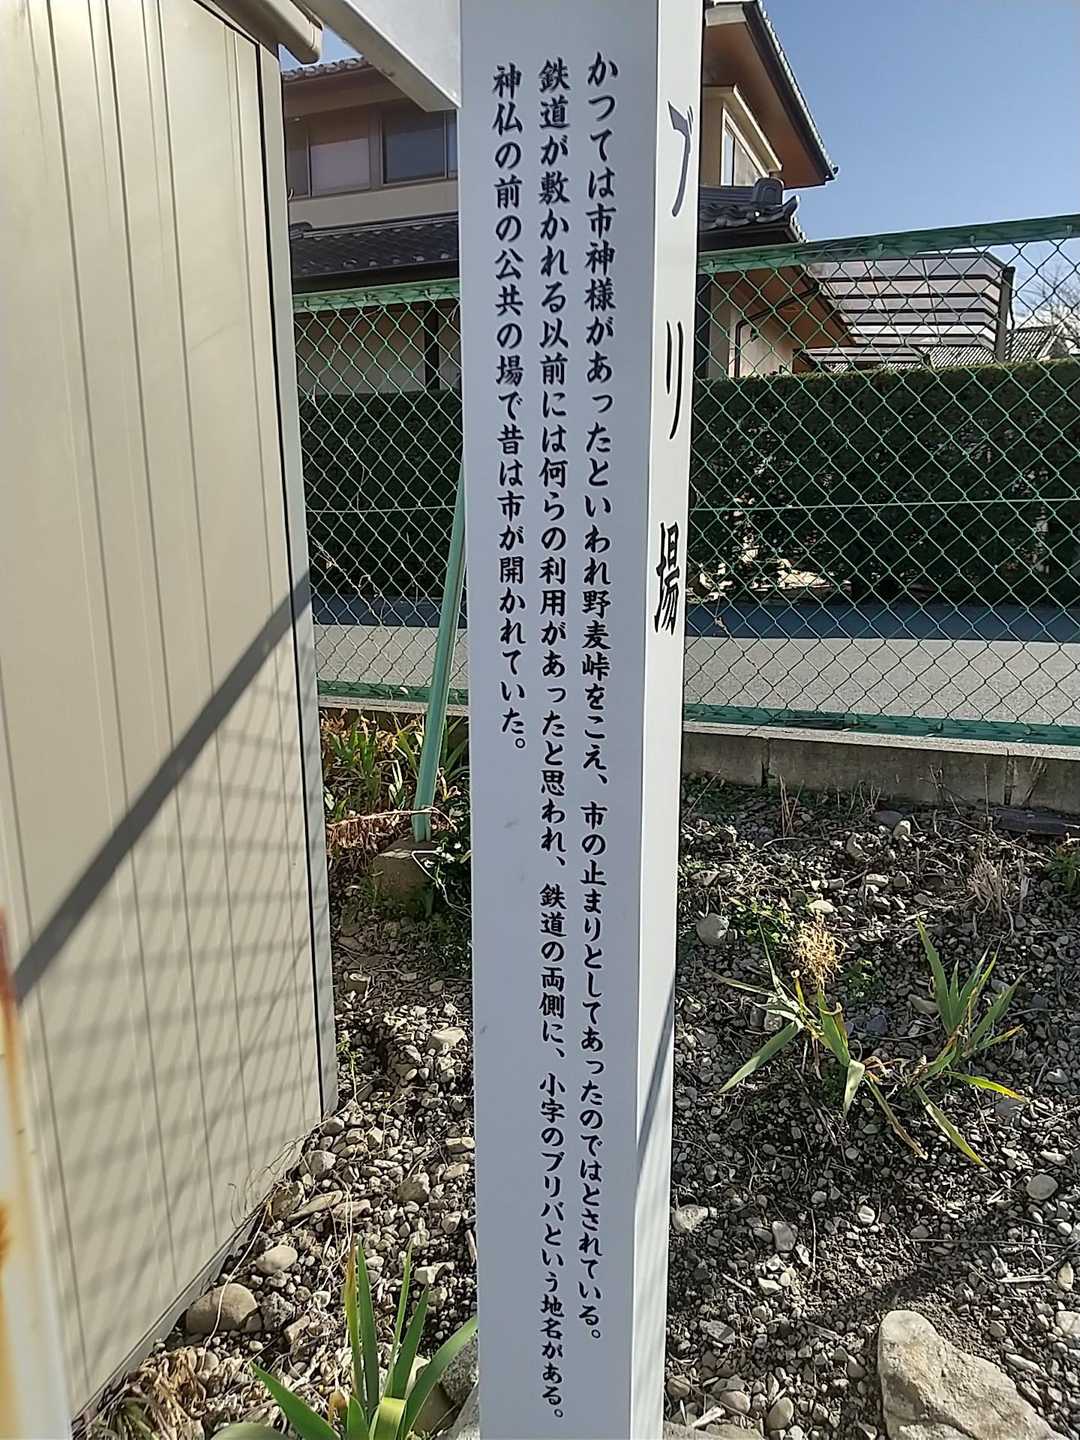 ブリ場
かつては市神様があったといわれ野麦峠をこえ、市の止まりとしてあったのではとされている。
鉄道が敷かれる以前には何らの利用があったと思われ、鉄道の両側に、小字のブリバという地名がある。
神仏の前の公共の場で昔は市が開かれていた。